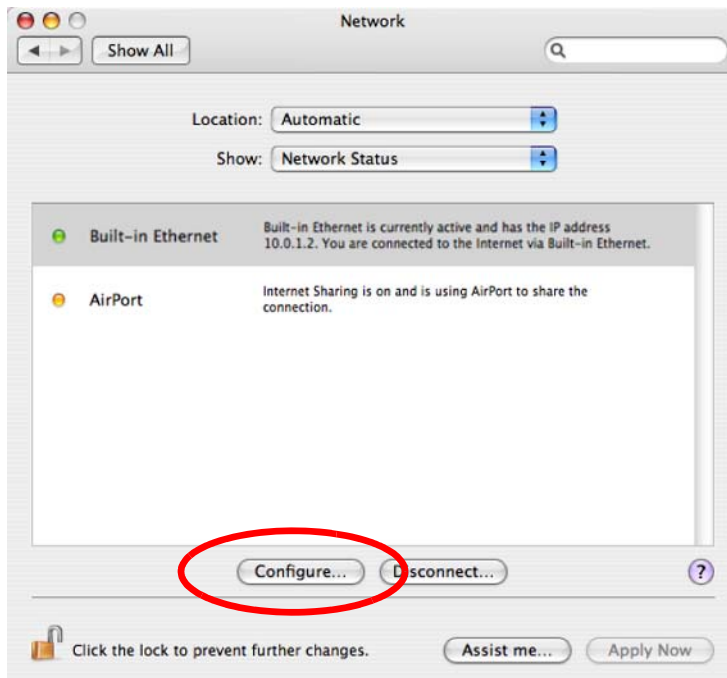 Network
Show All
Location: Automatic
Show: Network Status
Built-in Ethernet
Built-in Ethernet is currently active and has the IP address
10.0.1.2. You are connected to the Internet via Built-in Ethernet.
AirPort
Internet Sharing is on and is using AirPort to share the
connection.
Configure... Disconnect... ?
Click the lock to prevent further changes. Assist me... Apply Now